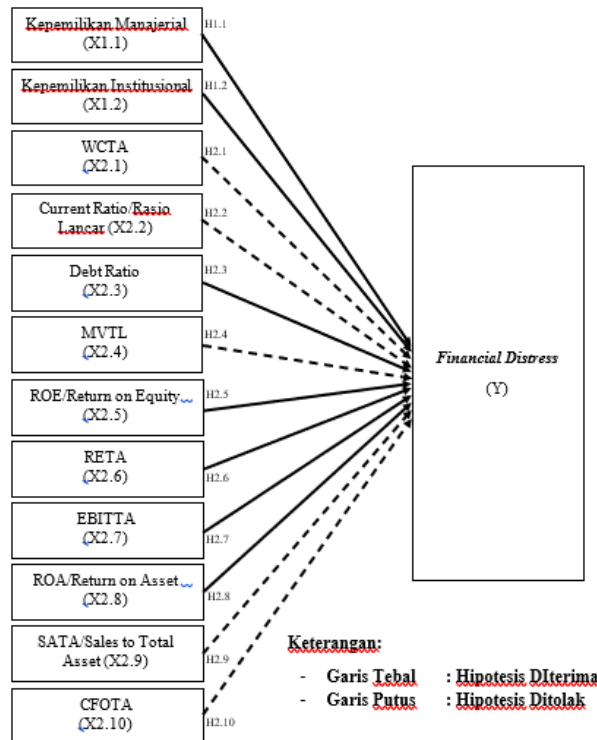 Kepemilikan Manajerial
(X1.1)
H1.1
Kepemilikan Institusional
(X1.2)
H1.2
WCTA
(X2.1)
H2.1
Current Ratio/Rasio
Lancar (X2.2)
H2.2
Debt Ratio
(X2.3)
H2.3
MVTL
(X2.4)
H2.4
ROE/Return on Equity
(X2.5)
H2.5
RETA
(X2.6)
H2.6
EBITTA
(X2.7)
H2.7
ROA/Return on Asset
(X2.8)
H2.8
SATA/Sales to Total
Asset (X2.9)
H2.9
CFOTA
(X2.10)
H2.10
Financial Distress
(Y)
Keterangan:
- Garis Tebal : Hipotesis DIterima
- Garis Putus : Hipotesis Ditolak